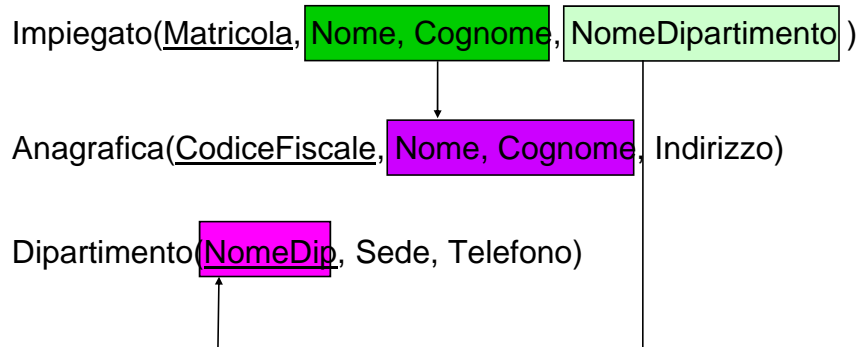 Impiegato(Matricola, Nome, Cognome, NomeDipartimento )
Anagrafica(CodiceFiscale, Nome, Cognome, Indirizzo)
Dipartimento(NomeDip, Sede, Telefono)